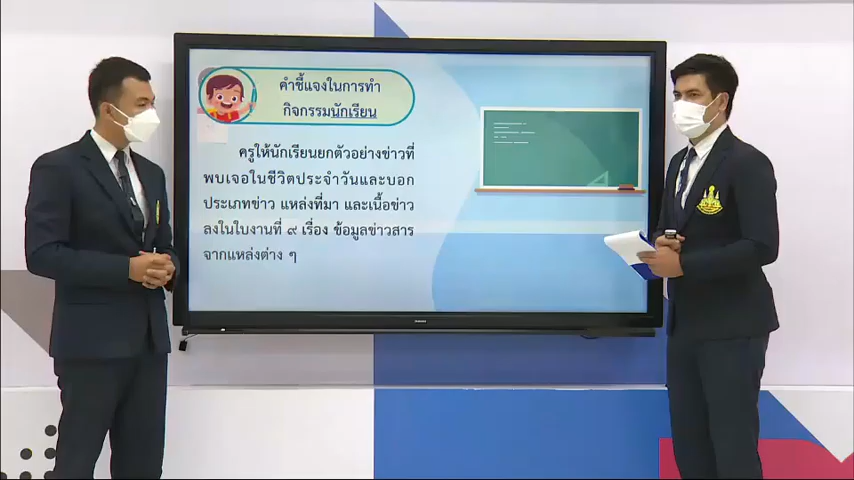 คำชี้แจงในการทำ
กิจกรรมนักเรียน
ครูให้นักเรียนยกตัวอย่างข่าวที่
พบเจอในชีวิตประจำวันและบอก
ประเภทข่าว แหล่งที่มา และเนื้อข่าว
ลงในใบงานที่ ๙ เรื่อง ข้อมูลข่าวสาร
จากแหล่งต่าง ๆ
SAMSUNG